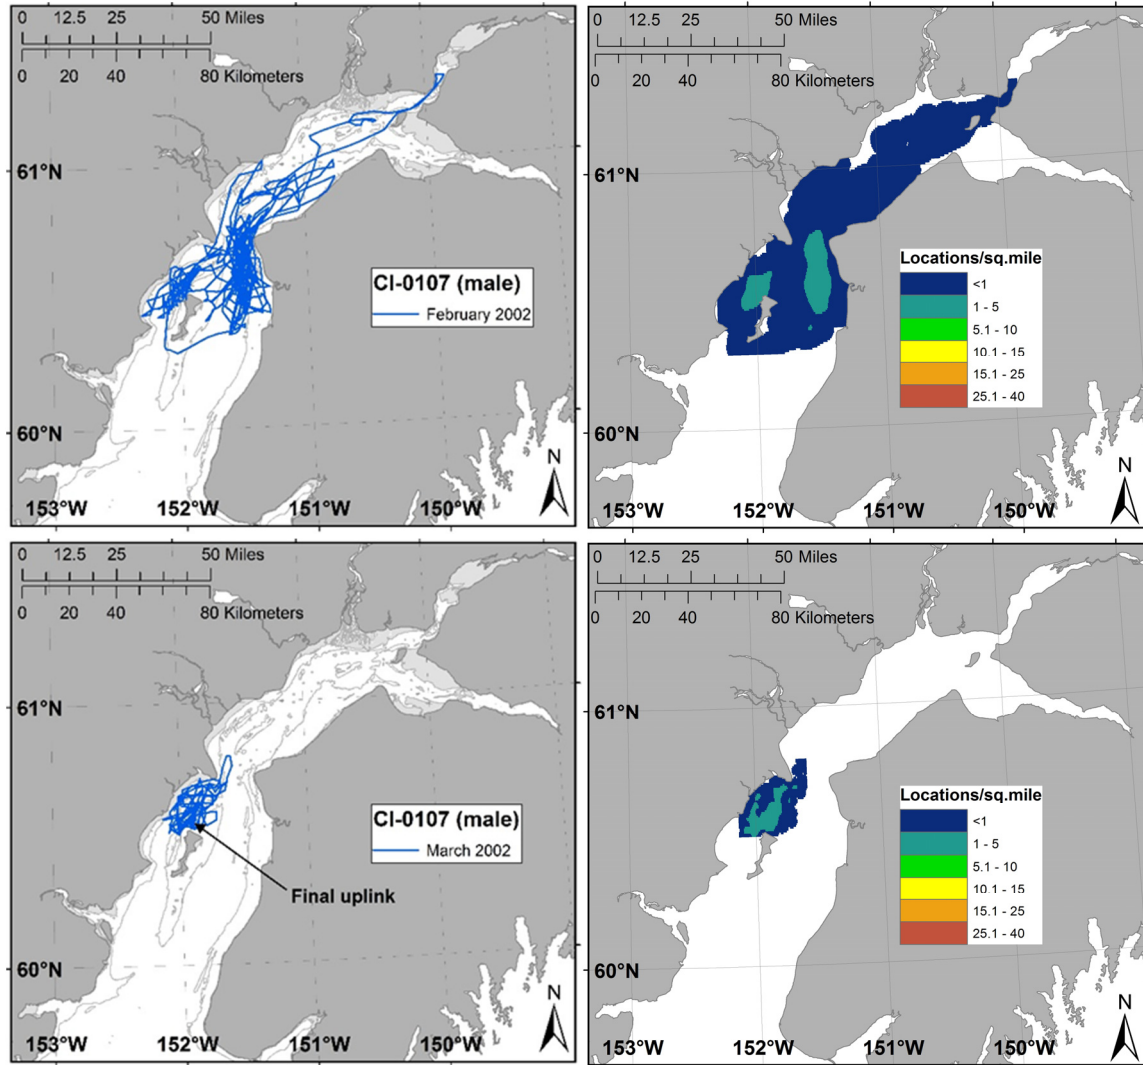 0 12.5 25 50 Miles
0 20 40 80 Kilometers
61°N
CI-0107 (male)
February 2002
60°N
N
153°W 152°W 151°W 150°W
0 12.5 25 50 Miles
0 20 40 80 Kilometers
61°N
Locations/sq.mile
<1
1 - 5
5.1 - 10
10.1 - 15
15.1 - 25
25.1 - 40
60°N
N
153°W 152°W 151°W 150°W
0 12.5 25 50 Miles
0 20 40 80 Kilometers
61°N
CI-0107 (male)
March 2002
Final uplink
60°N
N
153°W 152°W 151°W 150°W
0 12.5 25 50 Miles
0 20 40 80 Kilometers
61°N
Locations/sq.mile
<1
1 - 5
5.1 - 10
10.1 - 15
15.1 - 25
25.1 - 40
60°N
N
153°W 152°W 151°W 150°W